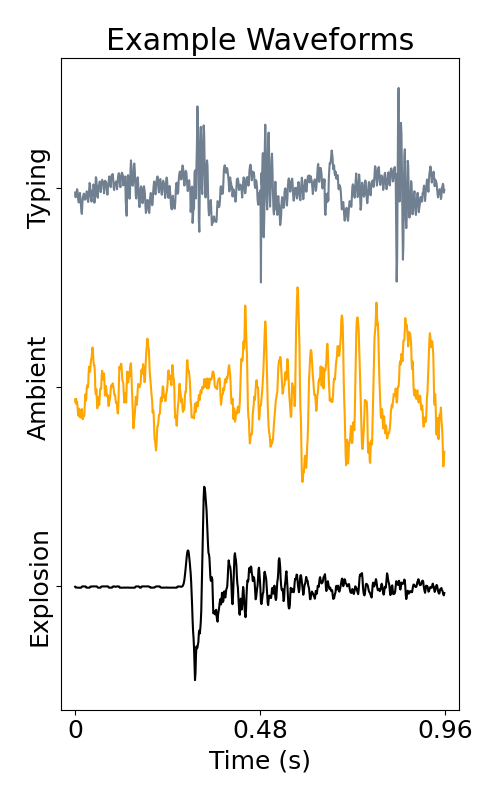 Example Waveforms
Typing
Ambient
Explosion
0 0.48 0.96
Time (s)